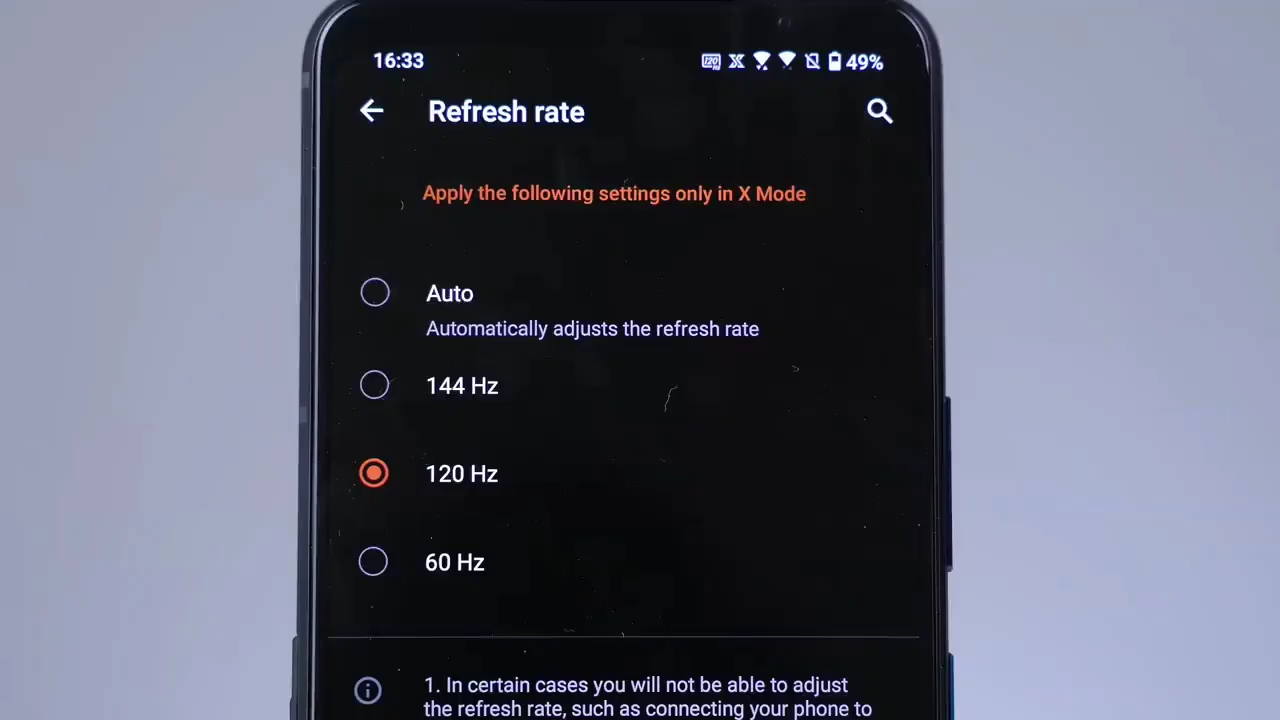 16:33
120 Hz X 49%
Refresh rate
Apply the following settings only in X Mode
Auto
Automatically adjusts the refresh rate
144 Hz
120 Hz
60 Hz
1. In certain cases you will not be able to adjust
the refresh rate, such as connecting your phone to